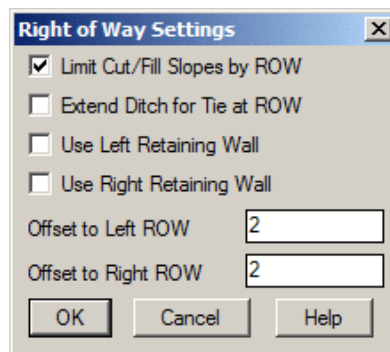 Right of Way Settings
Limit Cut/Fill Slopes by ROW
Extend Ditch for Tie at ROW
Use Left Retaining Wall
Use Right Retaining Wall
Offset to Left ROW 2
Offset to Right ROW 2
OK Cancel Help